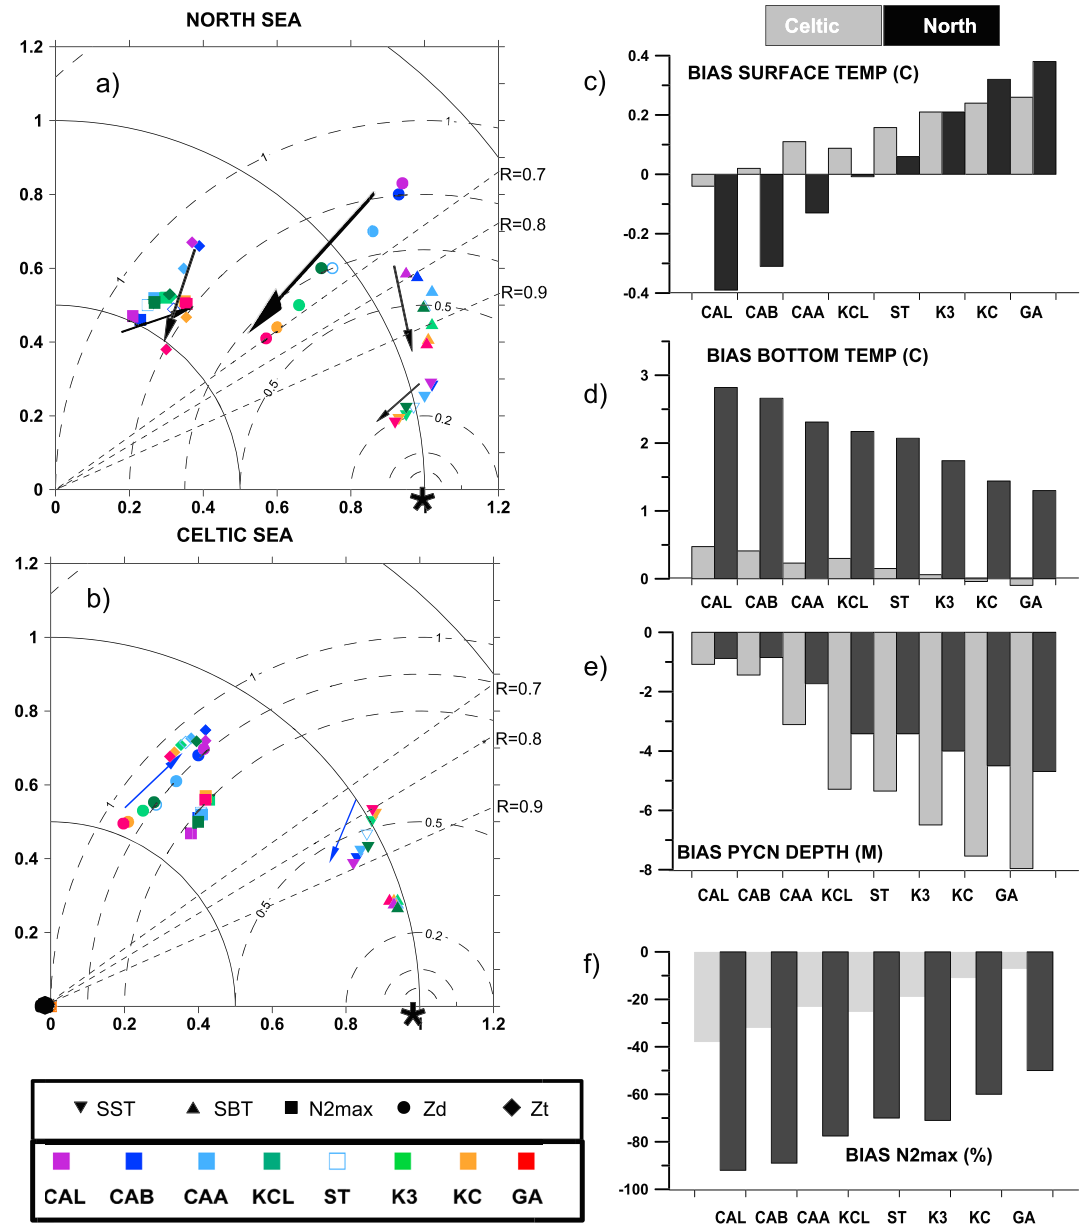 NORTH SEA
a)
1.2
1
0.8
0.6
0.4
0.2
0
0 0.2 0.4 0.6 0.8 1 1.2
1
1
1
0.5
0.5
0.2
R=0.7
R=0.8
R=0.9
CELTIC SEA
b)
1.2
1
0.8
0.6
0.4
0.2
0
0 0.2 0.4 0.6 0.8 1 1.2
1
1
1
0.5
0.5
0.2
R=0.7
R=0.8
R=0.9
SST SBT N2max Zd Zt
CAL CAB CAA KCL ST K3 KC GA
Celtic North
c)
BIAS SURFACE TEMP (C)
0.4
0.2
0
-0.2
-0.4
CAL CAB CAA KCL ST K3 KC GA
d)
BIAS BOTTOM TEMP (C)
3
2
1
0
CAL CAB CAA KCL ST K3 KC GA
e)
0
-2
-4
-6
-8
BIAS PYCN DEPTH (M)
CAL CAB CAA KCL ST K3 KC GA
f)
0
-20
-40
-60
-80
-100
BIAS N2max (%)
CAL CAB CAA KCL ST K3 KC GA